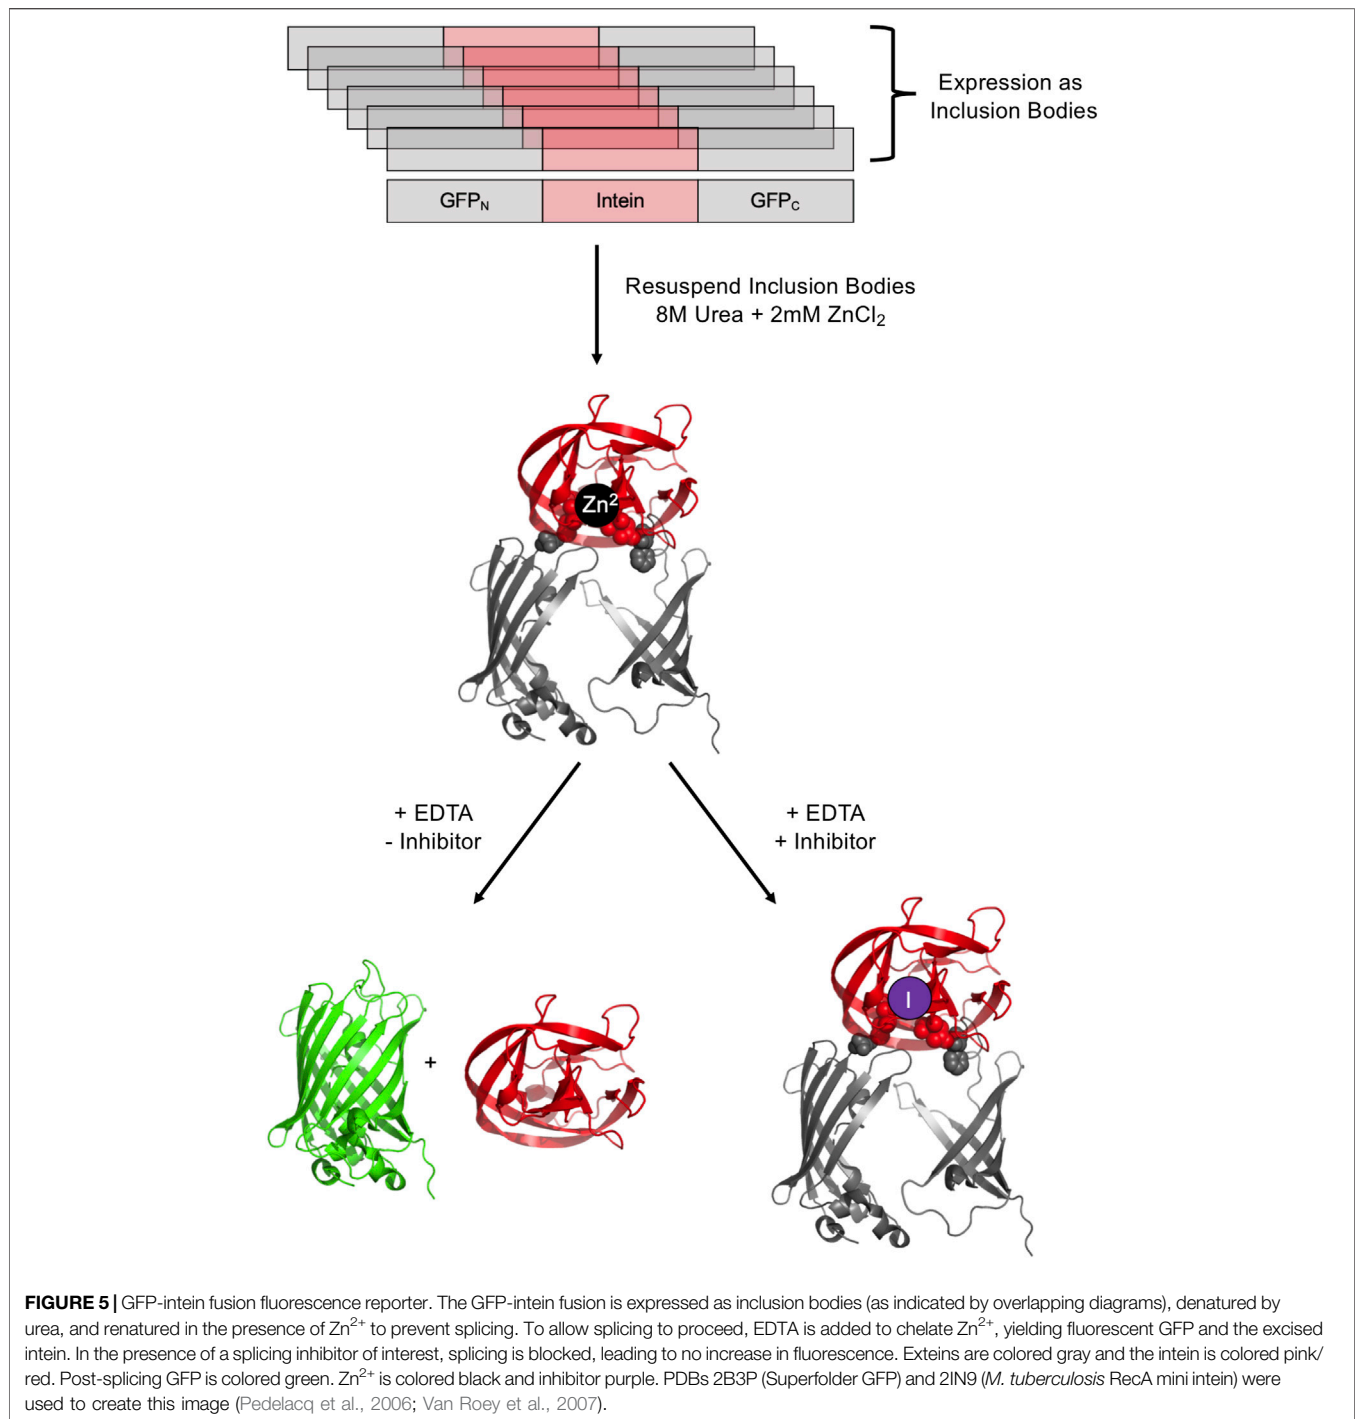 Expression as
Inclusion Bodies
GFPN Intein GFPC
Resuspend Inclusion Bodies
8M Urea + 2mM ZnCl2
Zn2
+ EDTA
- Inhibitor
+ EDTA
+ Inhibitor
I
+
FIGURE 5 | GFP-intein fusion fluorescence reporter. The GFP-intein fusion is expressed as inclusion bodies (as indicated by overlapping diagrams), denatured by
urea, and renatured in the presence of Zn2+ to prevent splicing. To allow splicing to proceed, EDTA is added to chelate Zn2+, yielding fluorescent GFP and the excised
intein. In the presence of a splicing inhibitor of interest, splicing is blocked, leading to no increase in fluorescence. Exteins are colored gray and the intein is colored pink/
red. Post-splicing GFP is colored green. Zn2+ is colored black and inhibitor purple. PDBs 2B3P (Superfolder GFP) and 2IN9 (M. tuberculosis RecA mini intein) were
used to create this image (Pedelacq et al., 2006; Van Roey et al., 2007).